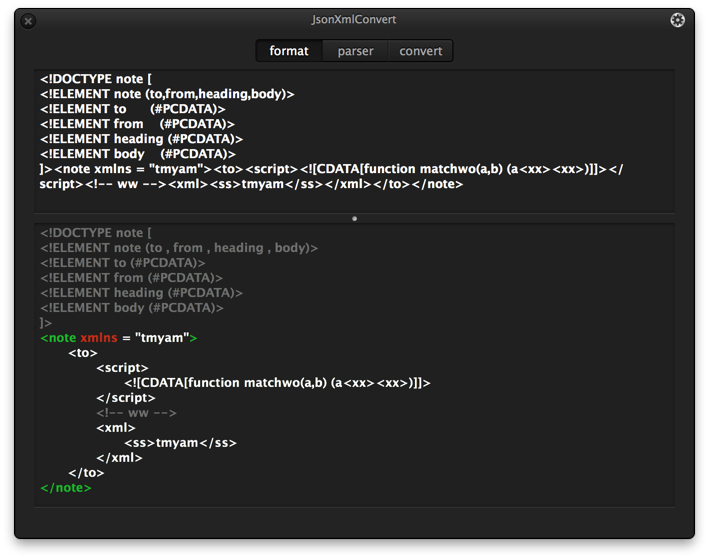 JsonXmlConvert
format parser convert
<!DOCTYPE note [
<!ELEMENT note (to,from,heading,body)>
<!ELEMENT to (#PCDATA)>
<!ELEMENT from (#PCDATA)>
<!ELEMENT heading (#PCDATA)>
<!ELEMENT body (#PCDATA)>
]><note xmlns = "tmyam"><to><script><![CDATA[function matchwo(a,b) (a<xx><xx>)]]></
script><!-- ww --><xml><ss>tmyam</ss></xml></to></note>
<!DOCTYPE note [
<!ELEMENT note (to , from , heading , body)>
<!ELEMENT to (#PCDATA)>
<!ELEMENT from (#PCDATA)>
<!ELEMENT heading (#PCDATA)>
<!ELEMENT body (#PCDATA)>
]>
<note xmlns = "tmyam">
<to>
<script>
<![CDATA[function matchwo(a,b) (a<xx><xx>)]]>
</script>
<!-- ww -->
<xml>
<ss>tmyam</ss>
</xml>
</to>
</note>